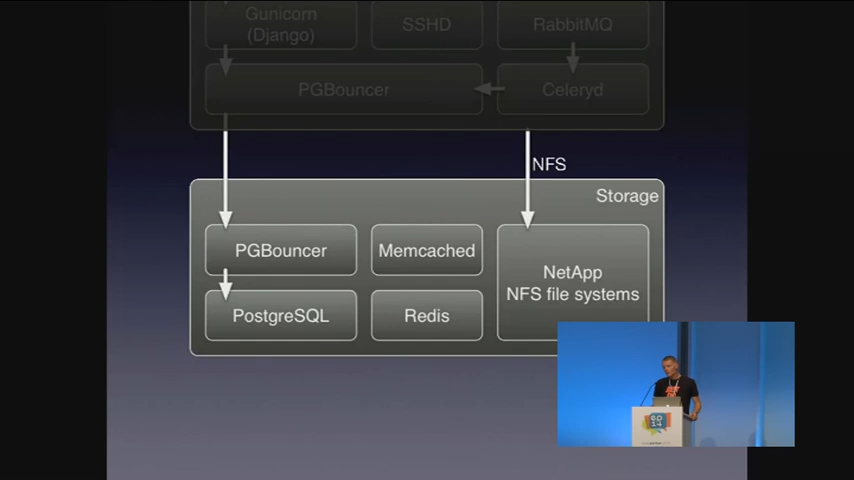 Gunicorn
(Django)
SSHD
RabbitMQ
PGBouncer
Celeryd
NFS
Storage
PGBouncer
Memcached
NetApp
NFS file systems
PostgreSQL
Redis